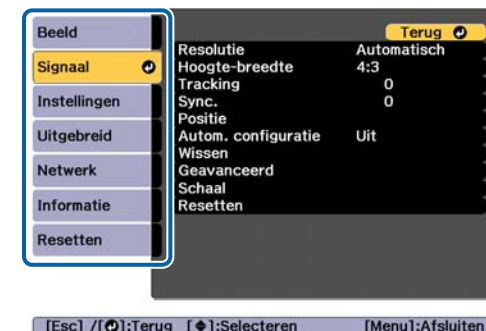 Beeld
Signaal
Instellingen
Uitgebreid
Netwerk
Informatie
Resetten
Terug
Resolutie Automatisch
Hoogte-breedte 4:3
Tracking 0
Sync. 0
Positie
Autom. configuratie Uit
Wissen
Geavanceerd
Schaal
Resetten
[Esc] /[⏎]:Terug [◆]:Selecteren [Menu]:Afsluiten